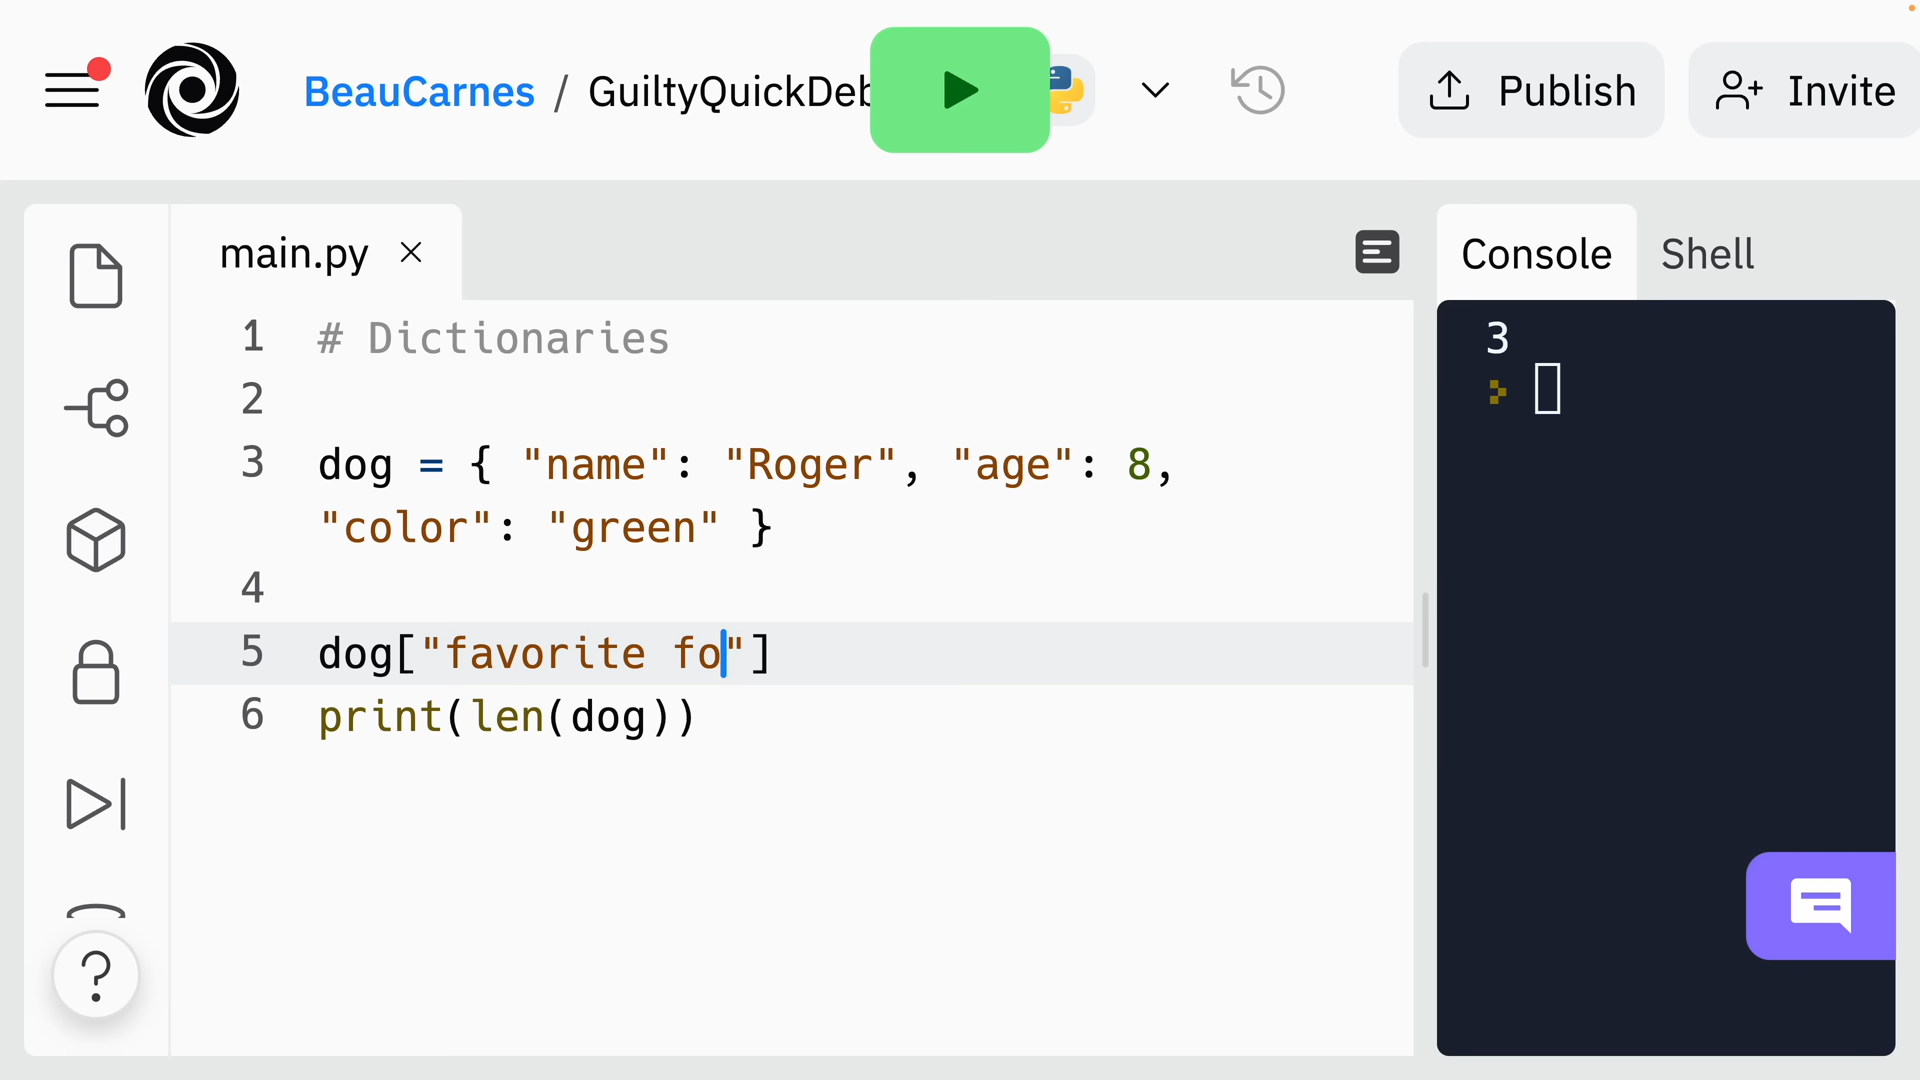 BeauCarnes / GuiltyQuickDeb
Publish
Invite
main.py
Console
Shell
1 # Dictionaries
2
3 dog = { "name": "Roger", "age": 8,
"color": "green" }
4
5 dog["favorite fo"]
6 print(len(dog))
3
?